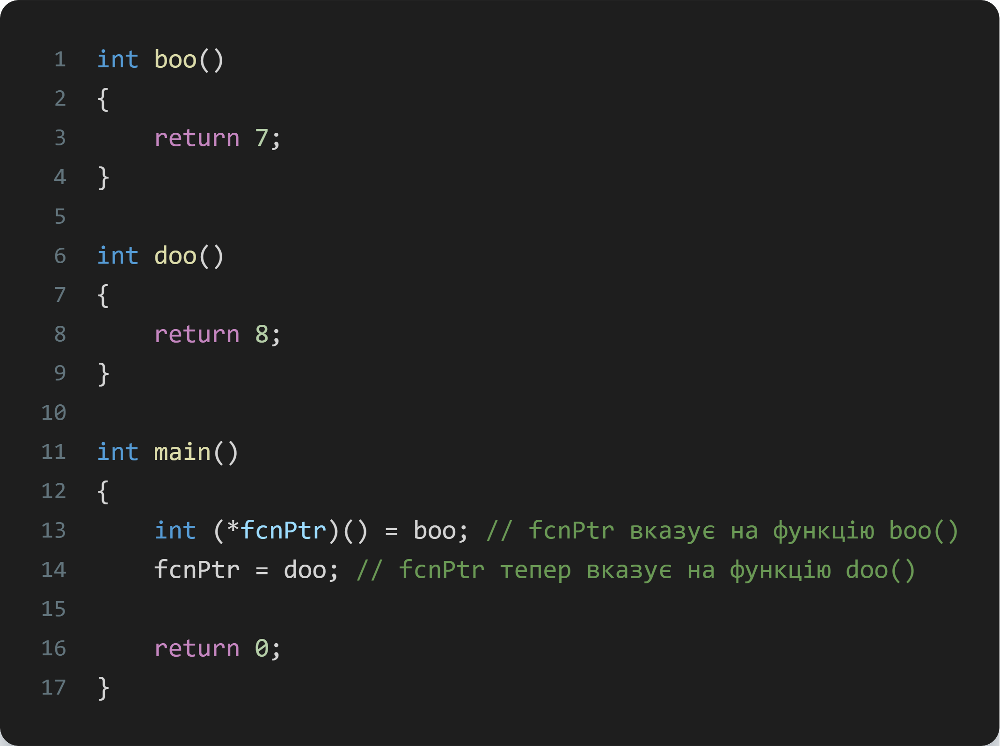 1 int boo()
2 {
3     return 7;
4 }
5
6 int doo()
7 {
8     return 8;
9 }
10
11 int main()
12 {
13     int (*fcnPtr)() = boo; // fcnPtr вказує на функцію boo()
14     fcnPtr = doo; // fcnPtr тепер вказує на функцію doo()
15
16     return 0;
17 }